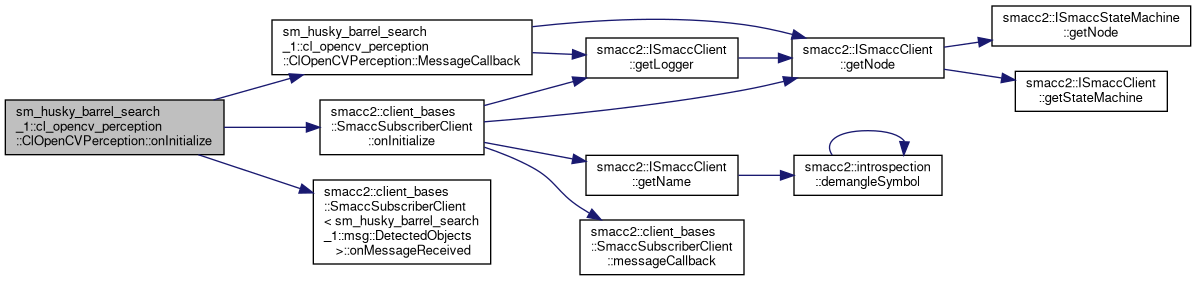 sm_husky_barrel_search
_1::cl_opencv_perception
::ClOpenCVPerception::onInitialize
sm_husky_barrel_search
_1::cl_opencv_perception
::ClOpenCVPerception::MessageCallback
smacc2::client_bases
::SmaccSubscriberClient
::onInitialize
smacc2::client_bases
::SmaccSubscriberClient
< sm_husky_barrel_search
_1::msg::DetectedObjects
>::onMessageReceived
smacc2::ISmaccClient
::getLogger
smacc2::ISmaccClient
::getName
smacc2::client_bases
::SmaccSubscriberClient
::messageCallback
smacc2::ISmaccClient
::getNode
smacc2::introspection
::demangleSymbol
smacc2::ISmaccStateMachine
::getNode
smacc2::ISmaccClient
::getStateMachine